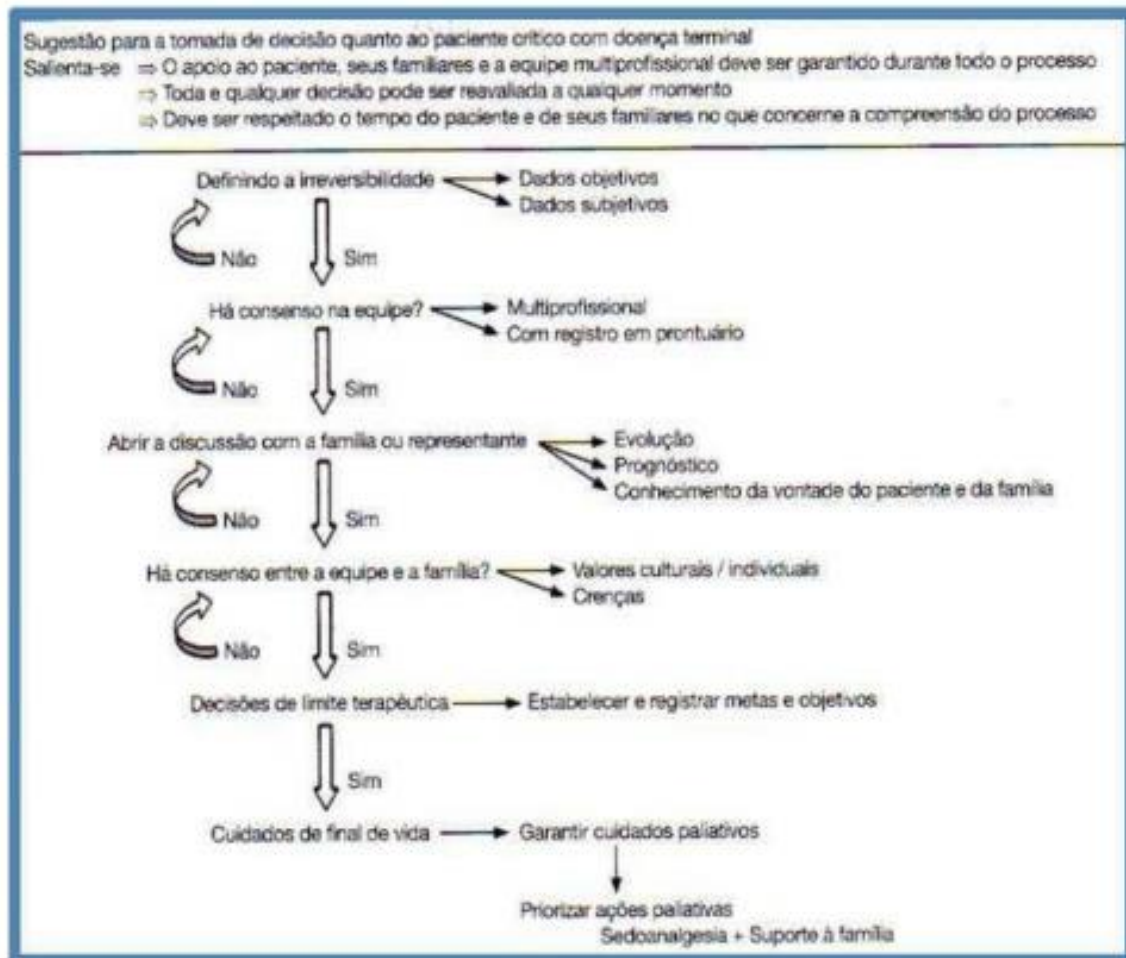 Sugestão para a tomada de decisão quanto ao paciente crítico com doença terminal
Salienta-se ⇒ O apoio ao paciente, seus familiares e a equipe multiprofissional deve ser garantido durante todo o processo
⇒ Toda e qualquer decisão pode ser reavaliada a qualquer momento
⇒ Deve ser respeitado o tempo do paciente e de seus familiares no que concerne a compreensão do processo
Definindo a irreversibilidade
Dados objetivos
Dados subjetivos
Não
Sim
Há consenso na equipe?
Multiprofissional
Com registro em prontuário
Não
Sim
Abrir a discussão com a família ou representante
Evolução
Prognóstico
Conhecimento da vontade do paciente e da família
Não
Sim
Há consenso entre a equipe e a família?
Valores culturais / individuais
Crenças
Não
Sim
Decisões de limite terapêutica
Estabelecer e registrar metas e objetivos
Sim
Cuidados de final de vida
Garantir cuidados paliativos
Priorizar ações paliativas
Sedoanalgesia + Suporte à família